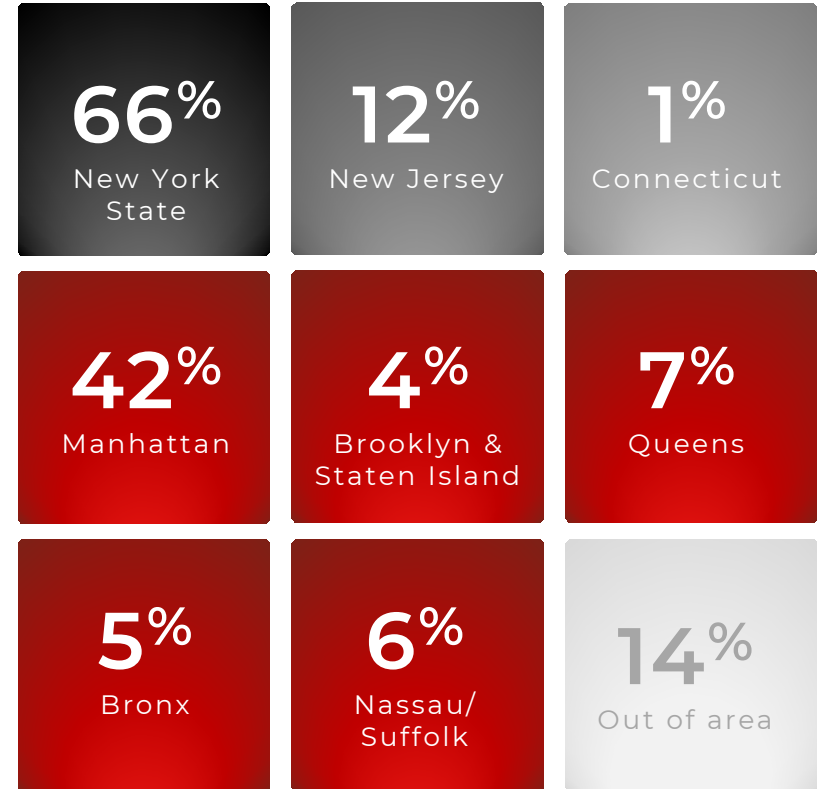 66%
New York
State
12%
New Jersey
1%
Connecticut
42%
Manhattan
4%
Brooklyn &
Staten Island
7%
Queens
5%
Bronx
6%
Nassau/
Suffolk
14%
Out of area